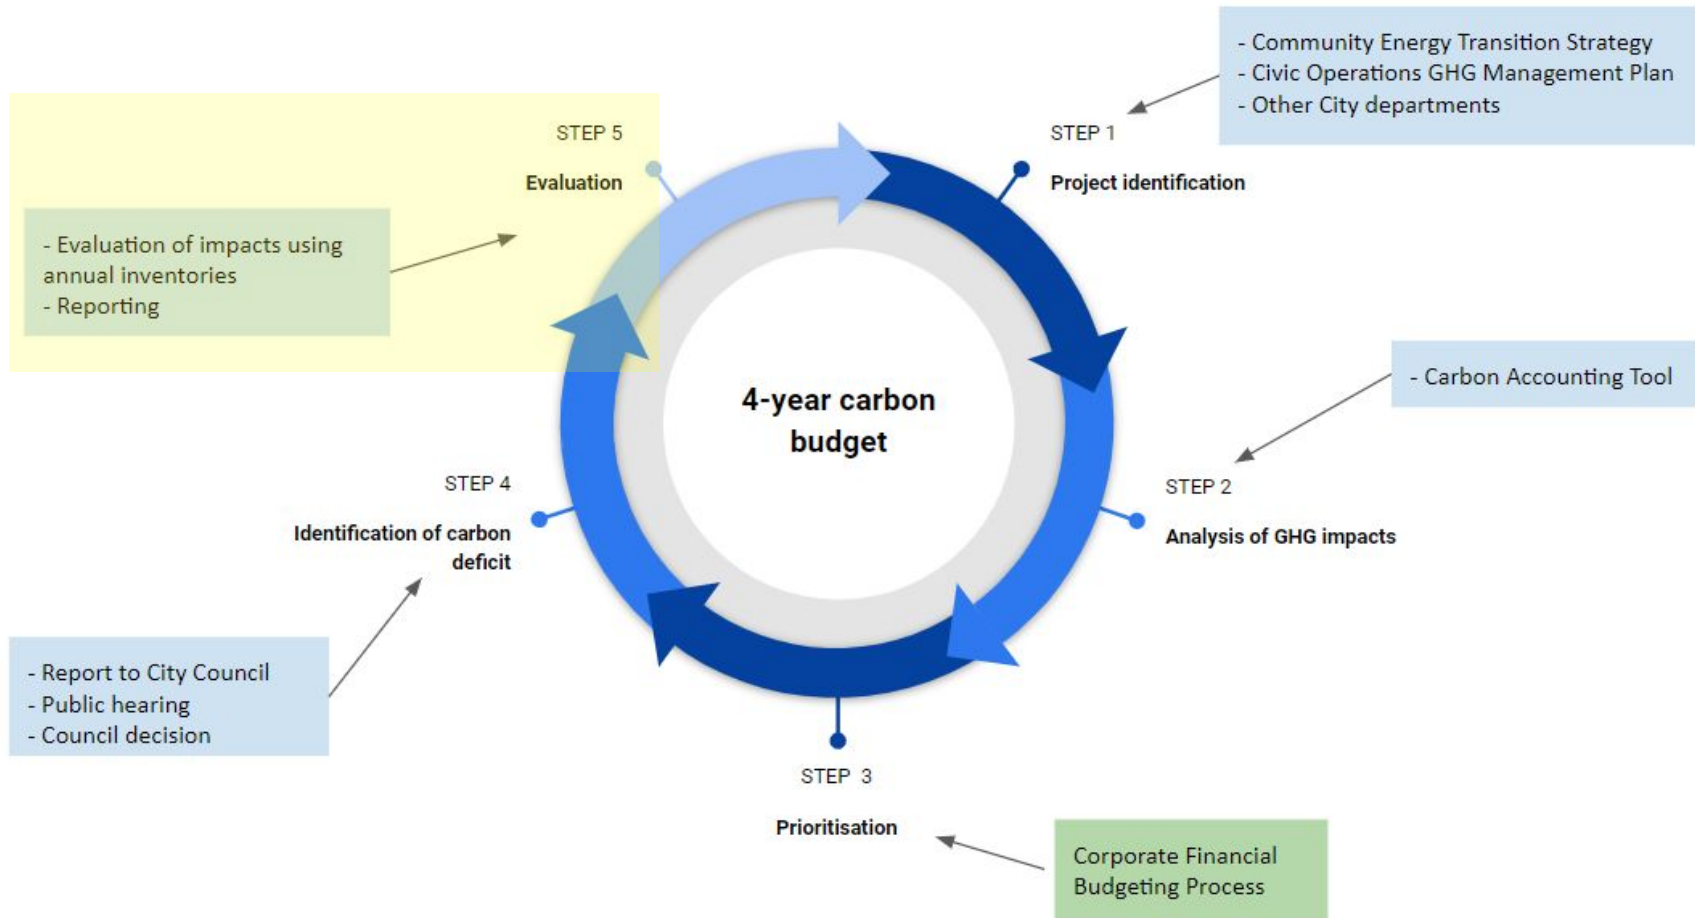 - Community Energy Transition Strategy
- Civic Operations GHG Management Plan
- Other City departments
STEP 1
Project identification
- Carbon Accounting Tool
STEP 2
Analysis of GHG impacts
STEP 3
Prioritisation
Corporate Financial
Budgeting Process
STEP 4
Identification of carbon
deficit
- Report to City Council
- Public hearing
- Council decision
STEP 5
Evaluation
- Evaluation of impacts using
annual inventories
- Reporting
4-year carbon
budget